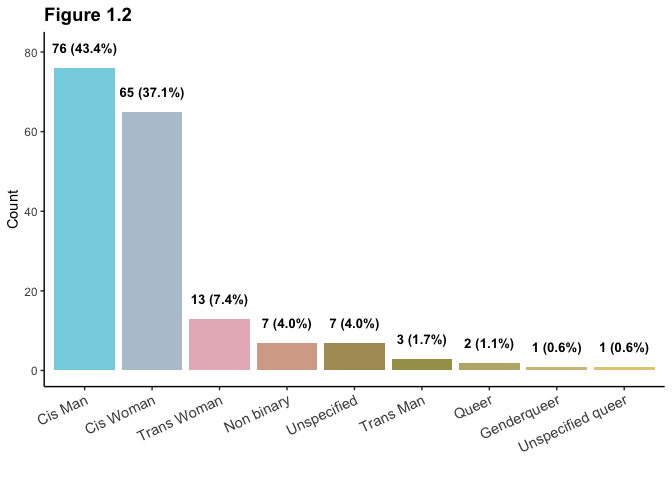 Figure 1.2
Count
80
60
40
20
0
76 (43.4%)
65 (37.1%)
13 (7.4%)
7 (4.0%)
7 (4.0%)
3 (1.7%)
2 (1.1%)
1 (0.6%)
1 (0.6%)
Cis Man
Cis Woman
Trans Woman
Non binary
Unspecified
Trans Man
Queer
Genderqueer
Unspecified queer